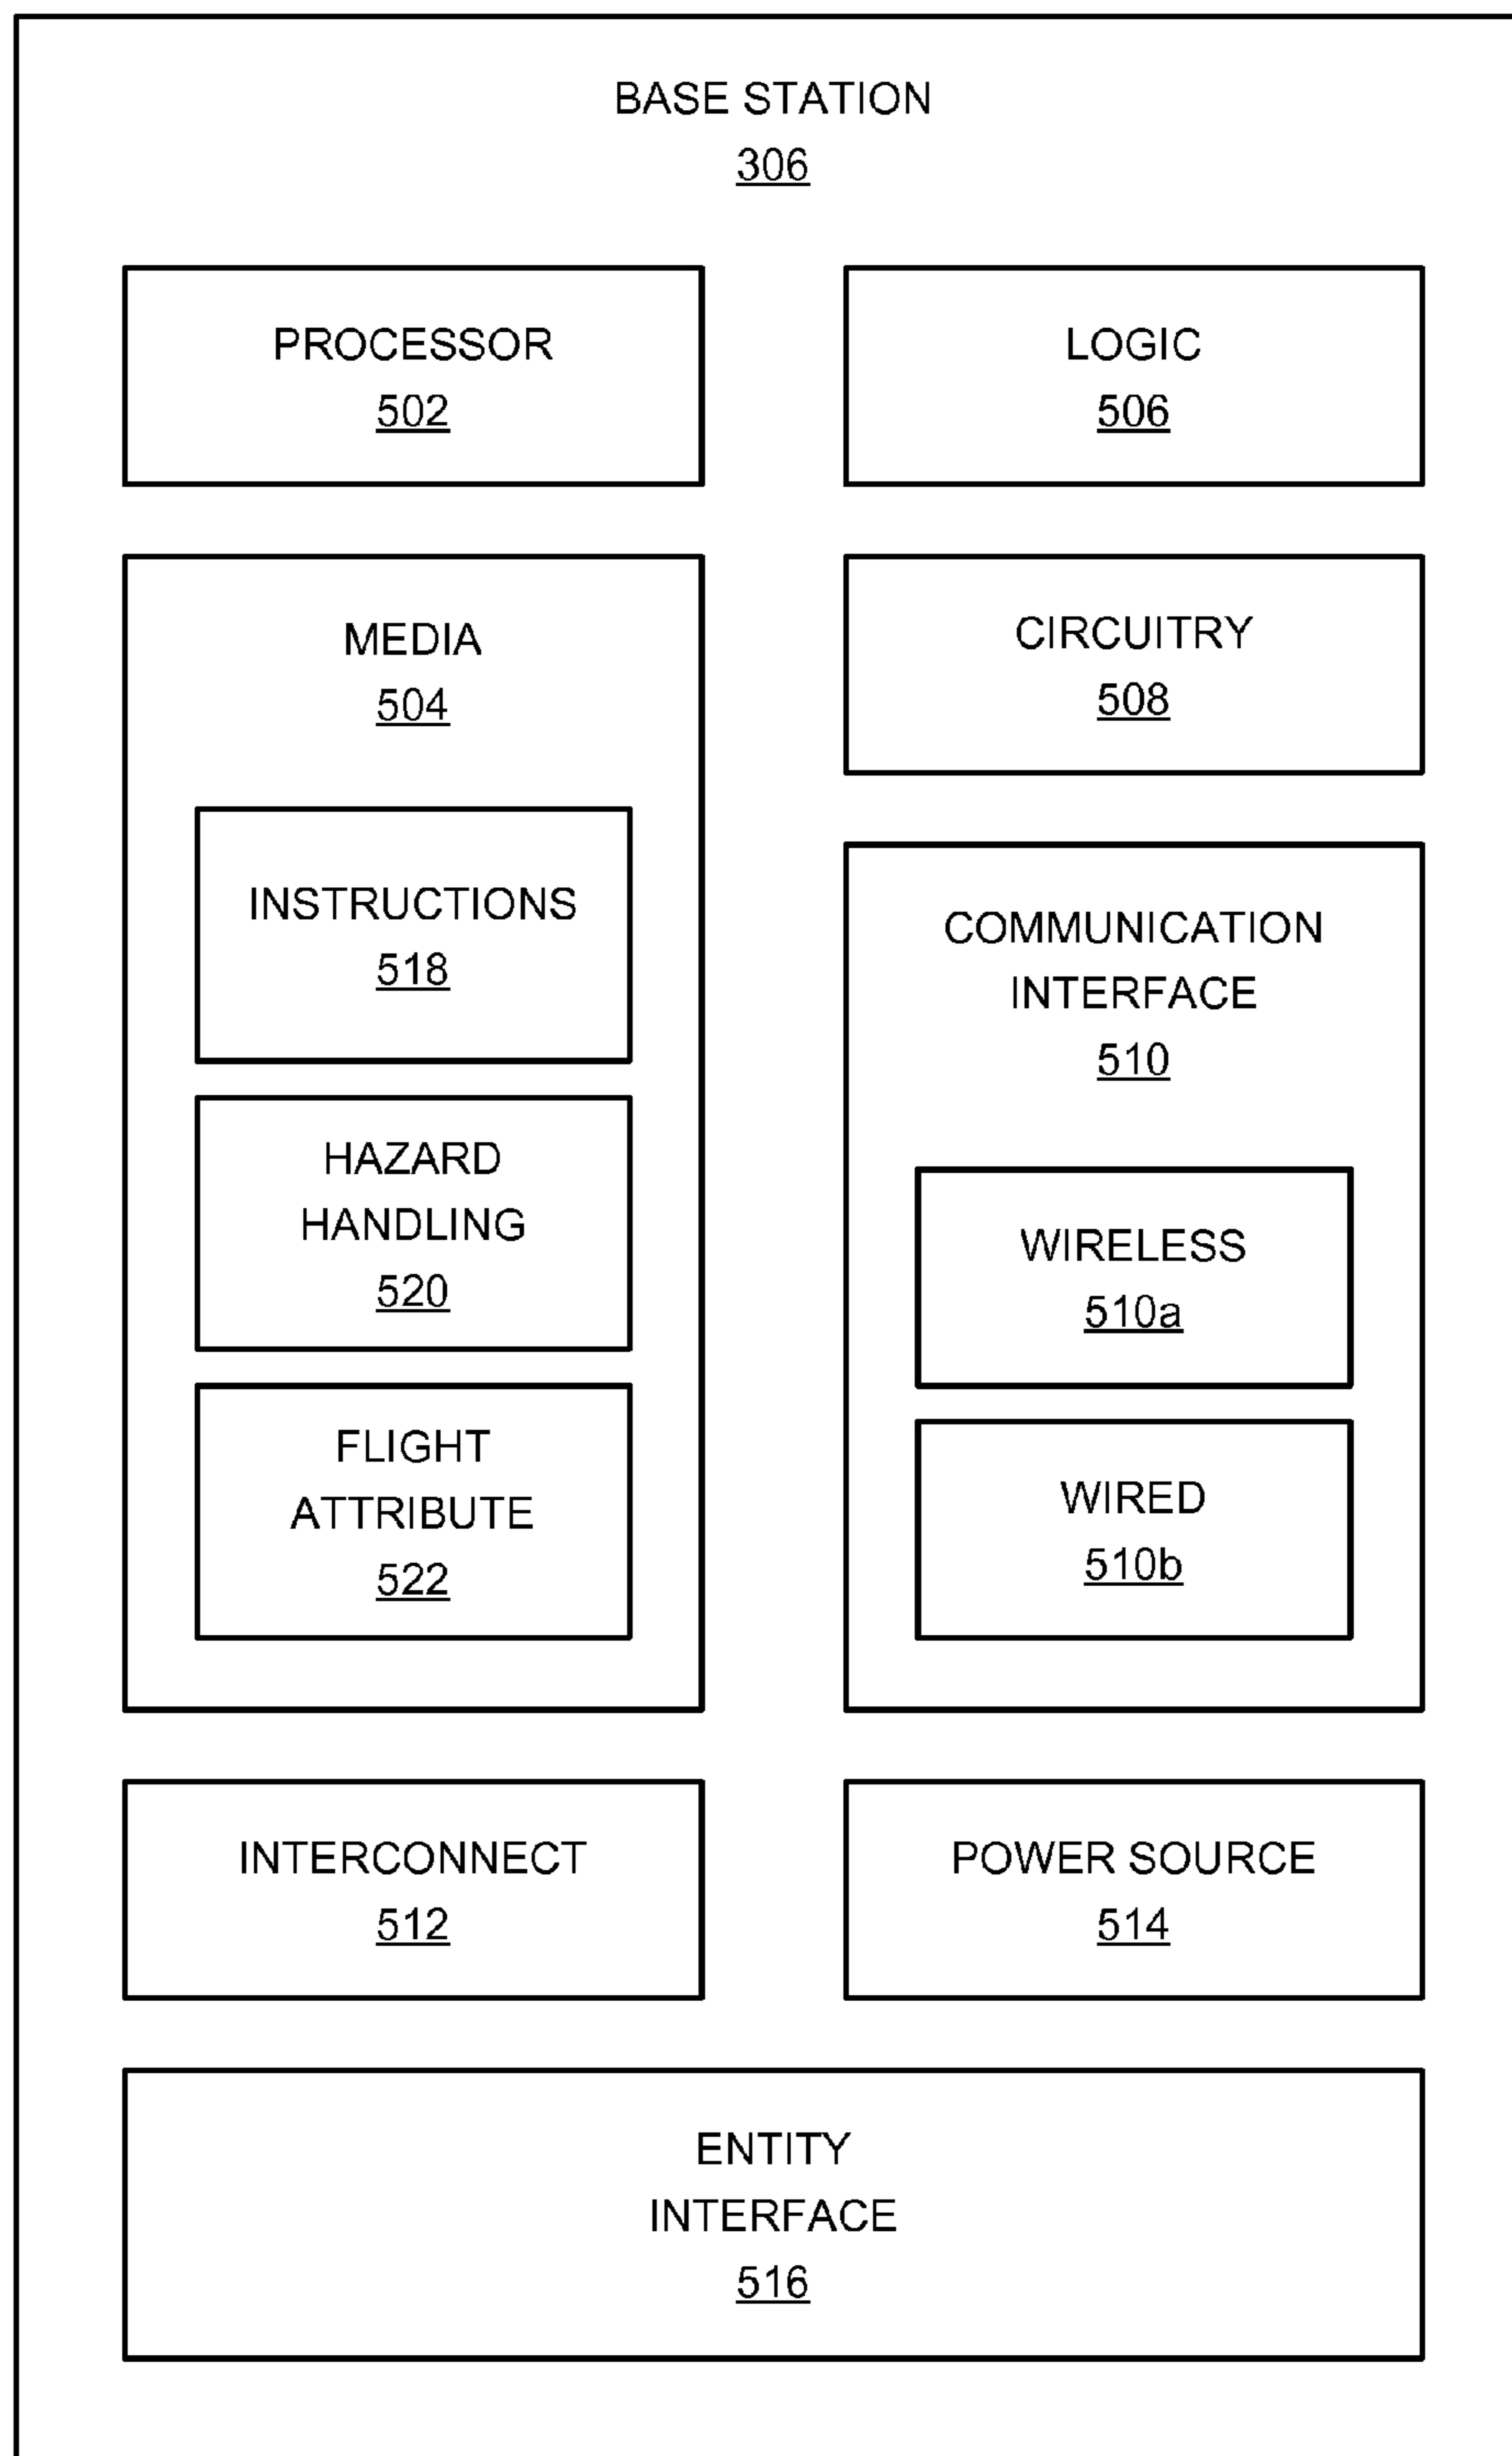 BASE STATION
306
PROCESSOR
502
LOGIC
506
MEDIA
504
INSTRUCTIONS
518
HAZARD
HANDLING
520
FLIGHT
ATTRIBUTE
522
CIRCUITRY
508
COMMUNICATION
INTERFACE
510
WIRELESS
510a
WIRED
510b
INTERCONNECT
512
POWER SOURCE
514
ENTITY
INTERFACE
516